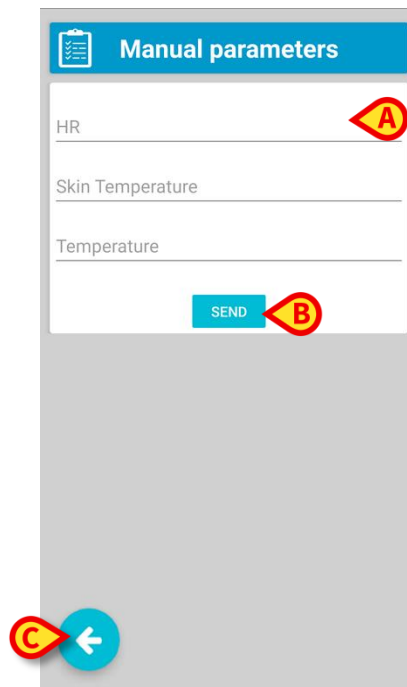 Manual parameters
HR
A
Skin Temperature
Temperature
SEND
B
C